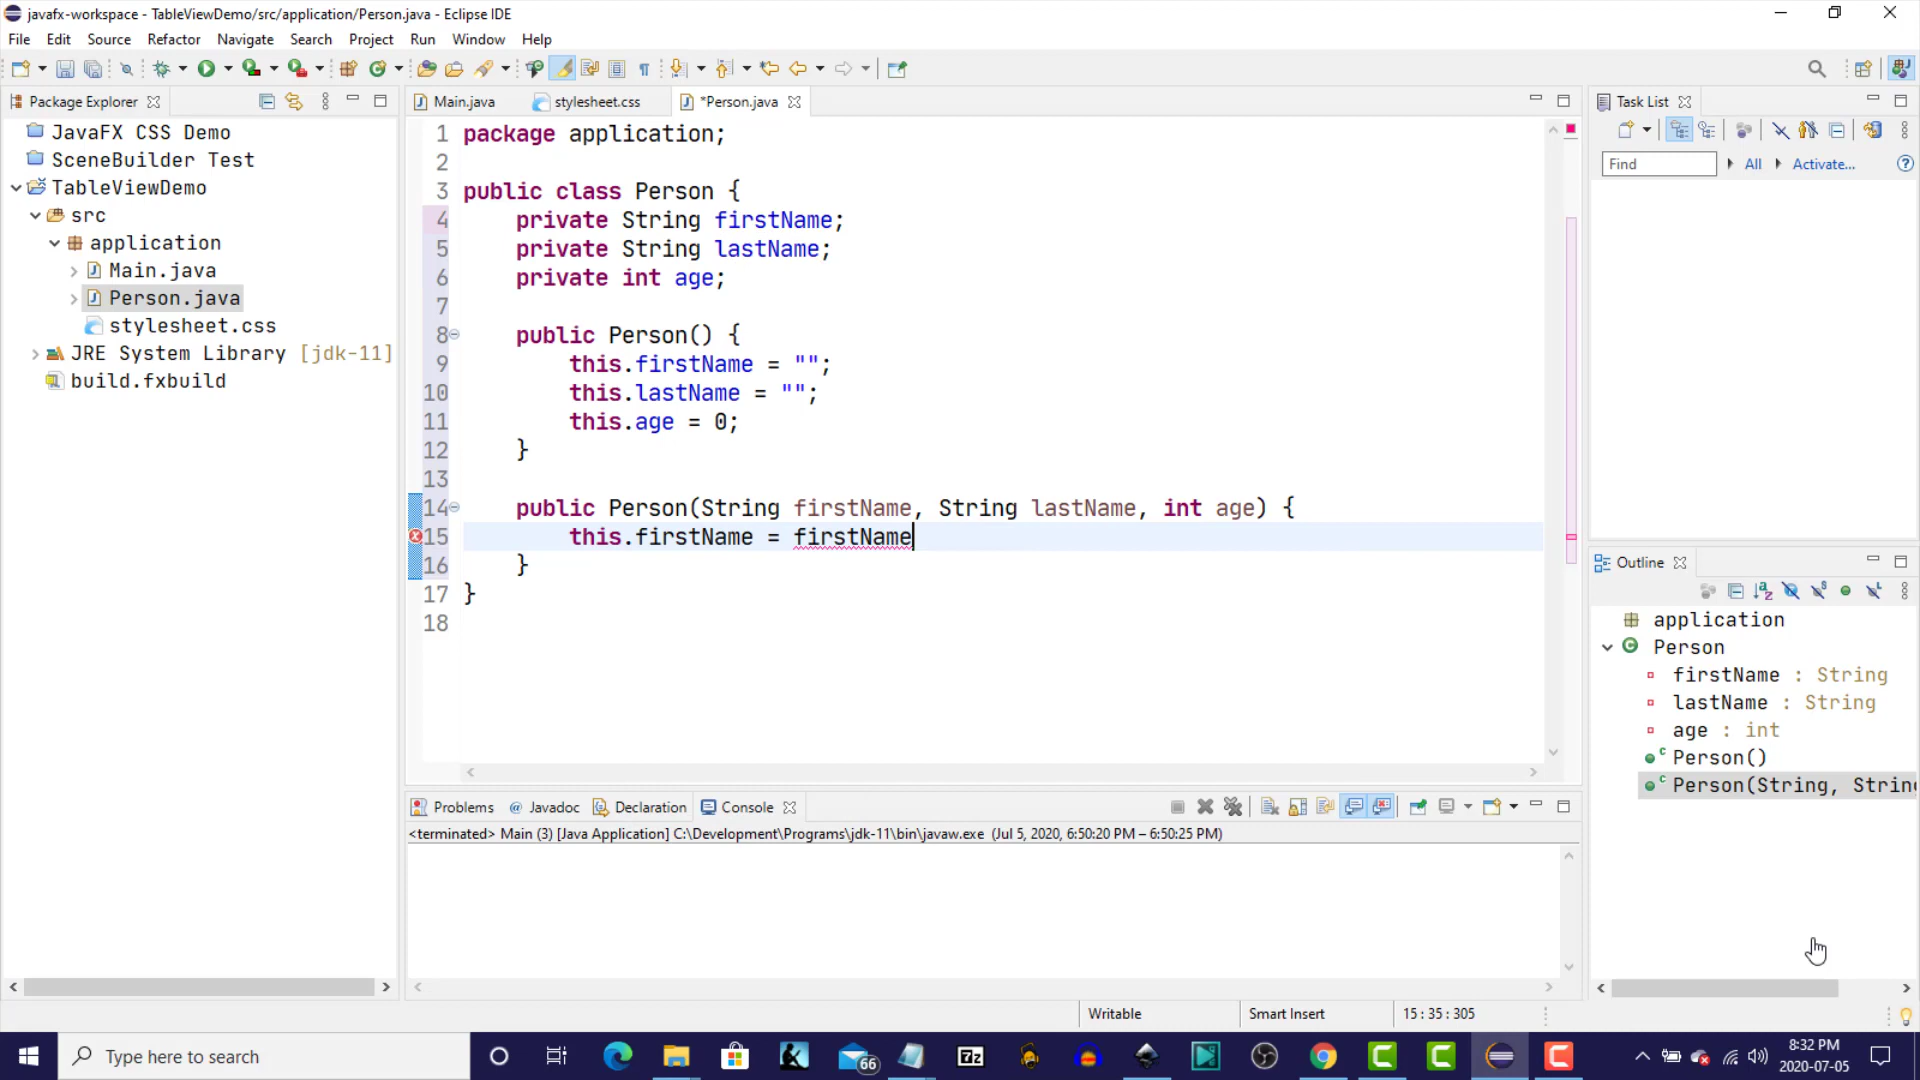 javafx-workspace - TableViewDemo/src/application/Person.java - Eclipse IDE
File Edit Source Refactor Navigate Search Project Run Window Help
Package Explorer
JavaFX CSS Demo
SceneBuilder Test
TableViewDemo
src
application
Main.java
Person.java
stylesheet.css
JRE System Library [jdk-11]
build.fxbuild
Main.java stylesheet.css *Person.java
1 package application;
2
3 public class Person {
4 private String firstName;
5 private String lastName;
6 private int age;
7
8 public Person() {
9 this.firstName = "";
10 this.lastName = "";
11 this.age = 0;
12 }
13
14 public Person(String firstName, String lastName, int age) {
15 this.firstName = firstName
16 }
17 }
18
Task List
Find All Activate...
Outline
application
Person
firstName : String
lastName : String
age : int
Person()
Person(String, String
Problems Javadoc Declaration Console
<terminated> Main (3) [Java Application] C:\Development\Programs\jdk-11\bin\javaw.exe (Jul 5, 2020, 6:50:20 PM – 6:50:25 PM)
Writable Smart Insert 15 : 35 : 305
Type here to search
66
7z
8:32 PM
2020-07-05